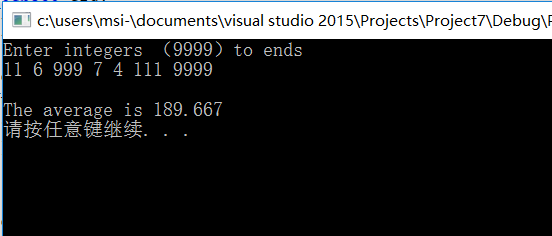 c:\users\msi-\documents\visual studio 2015\Projects\Project7\Debug\
Enter integers （9999）to ends
11 6 999 7 4 111 9999
The average is 189.667
请按任意键继续. . .